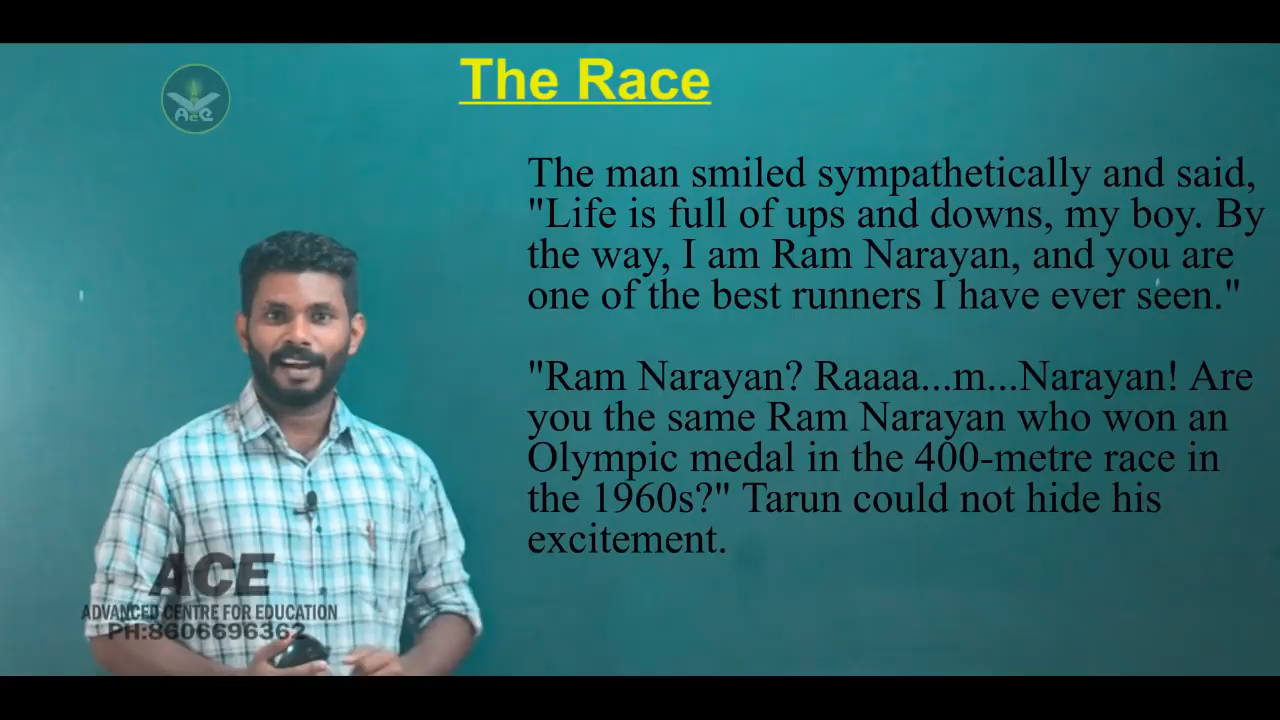 The Race
AcE
The man smiled sympathetically and said,
"Life is full of ups and downs, my boy. By
the way, I am Ram Narayan, and you are
one of the best runners I have ever seen."
"Ram Narayan? Raaaa...m...Narayan! Are
you the same Ram Narayan who won an
Olympic medal in the 400-metre race in
the 1960s?" Tarun could not hide his
excitement.
ACE
ADVANCED CENTRE FOR EDUCATION
PH:8606696362